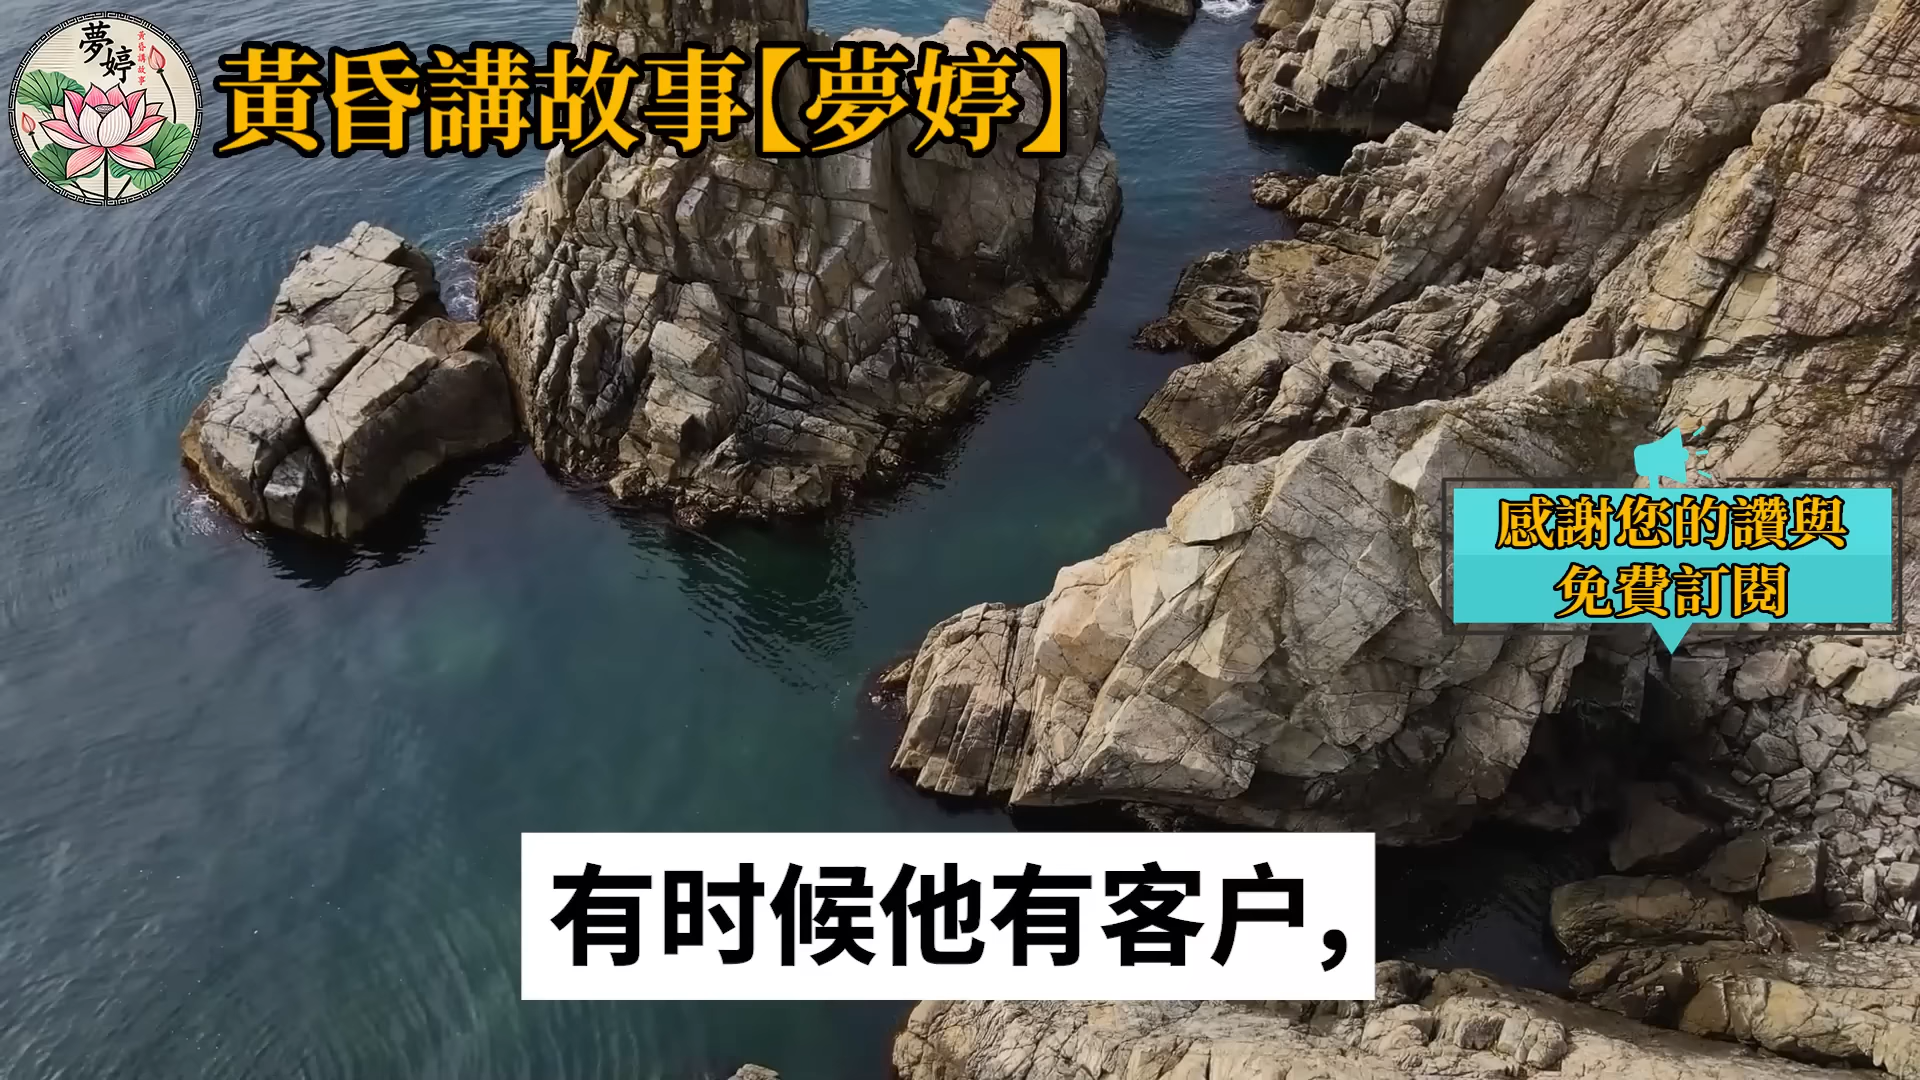 夢婷
黃昏講故事
黃昏講故事【夢婷】
感謝您的讚與
免費訂閱
有时候他有客户，